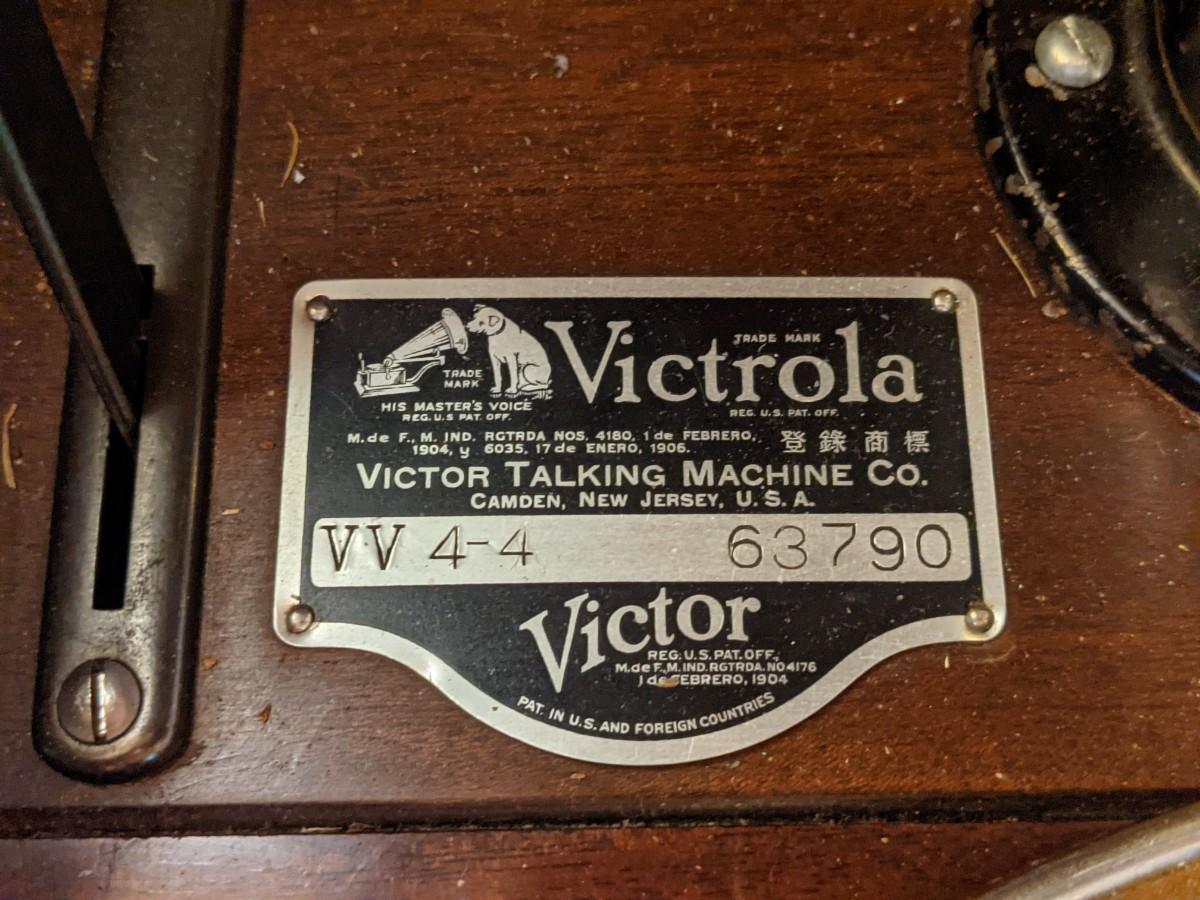 TRADE MARK
Victrola
REG. U.S. PAT. OFF.
TRADE
MARK
HIS MASTER'S VOICE
REG. U.S PAT. OFF.
M. de F., M. IND. RGTRDA NOS. 4180, 1 de FEBRERO,
1904, y 6035, 17 de ENERO, 1906.
登錄商標
VICTOR TALKING MACHINE CO.
CAMDEN, NEW JERSEY, U.S.A.
VV 4-4 63790
Victor
REG. U.S. PAT. OFF.,
M. de F., M. IND. RGTRDA. NO 4176
1 de FEBRERO, 1904
PAT. IN U.S. AND FOREIGN COUNTRIES